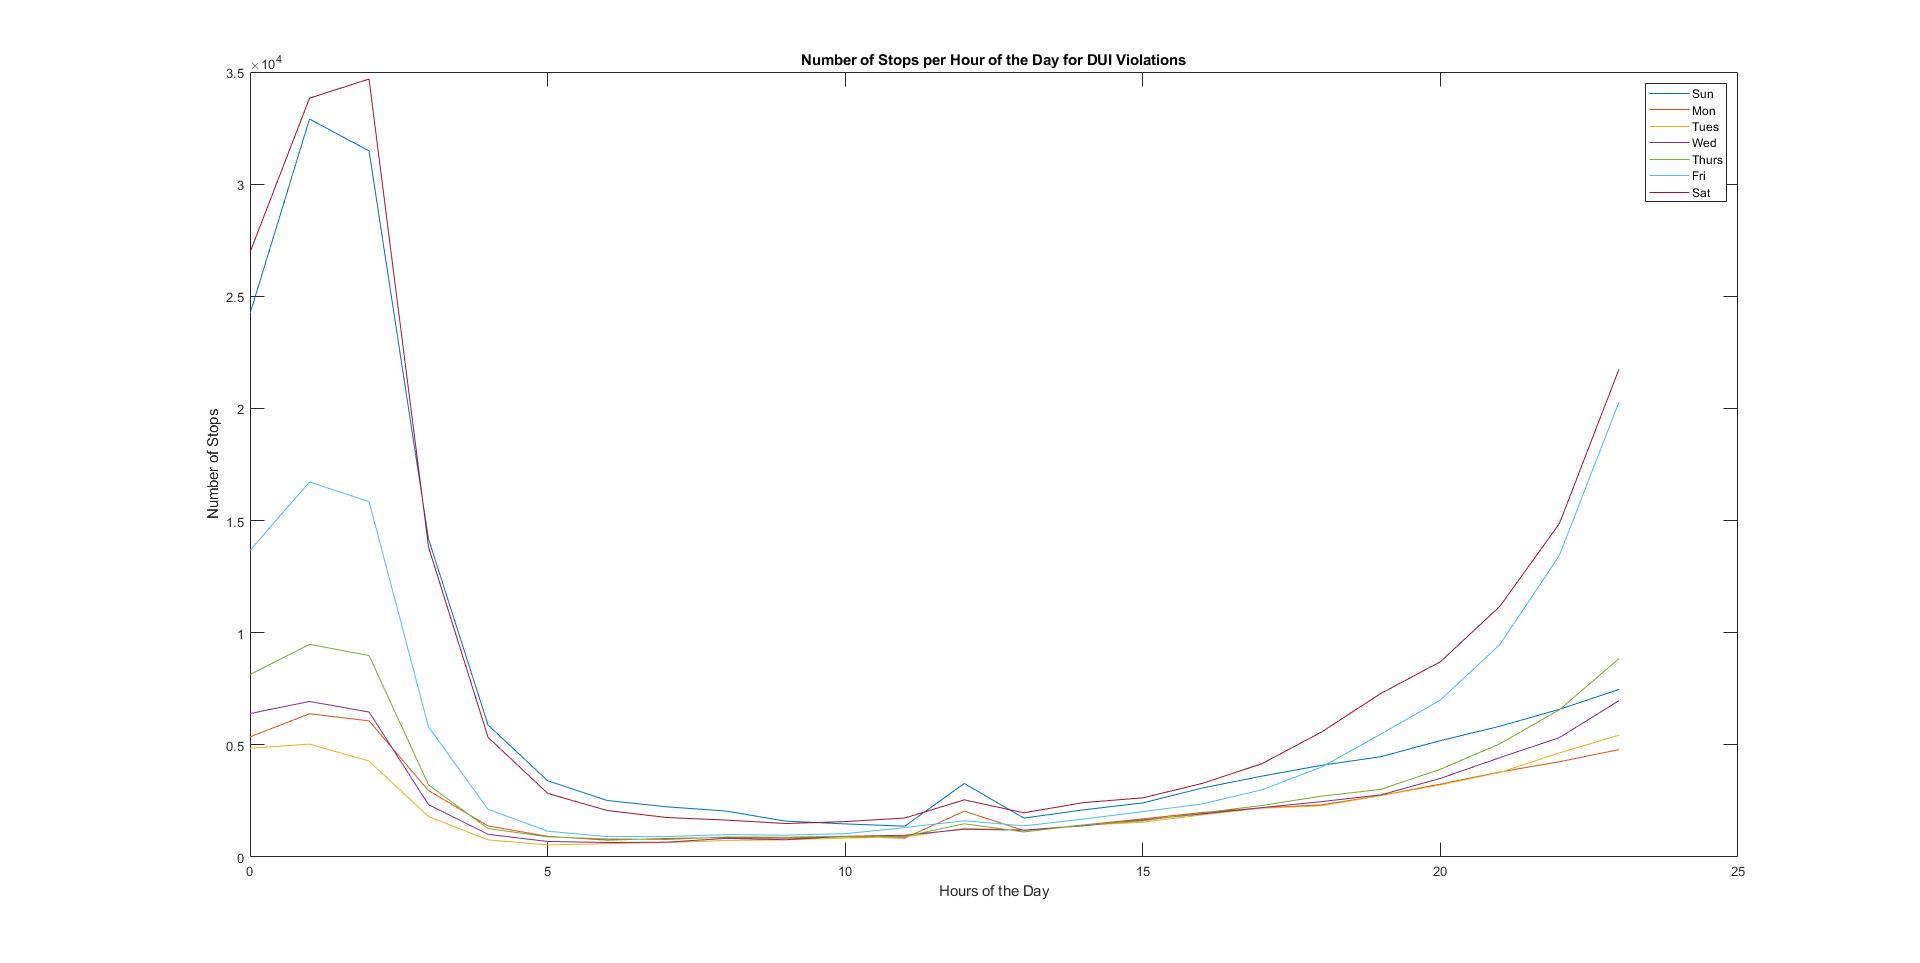 Number of Stops per Hour of the Day for DUI Violations
×10⁴
3.5
3
2.5
2
1.5
1
0.5
0
Number of Stops
0 5 10 15 20 25
Hours of the Day
Sun
Mon
Tues
Wed
Thurs
Fri
Sat